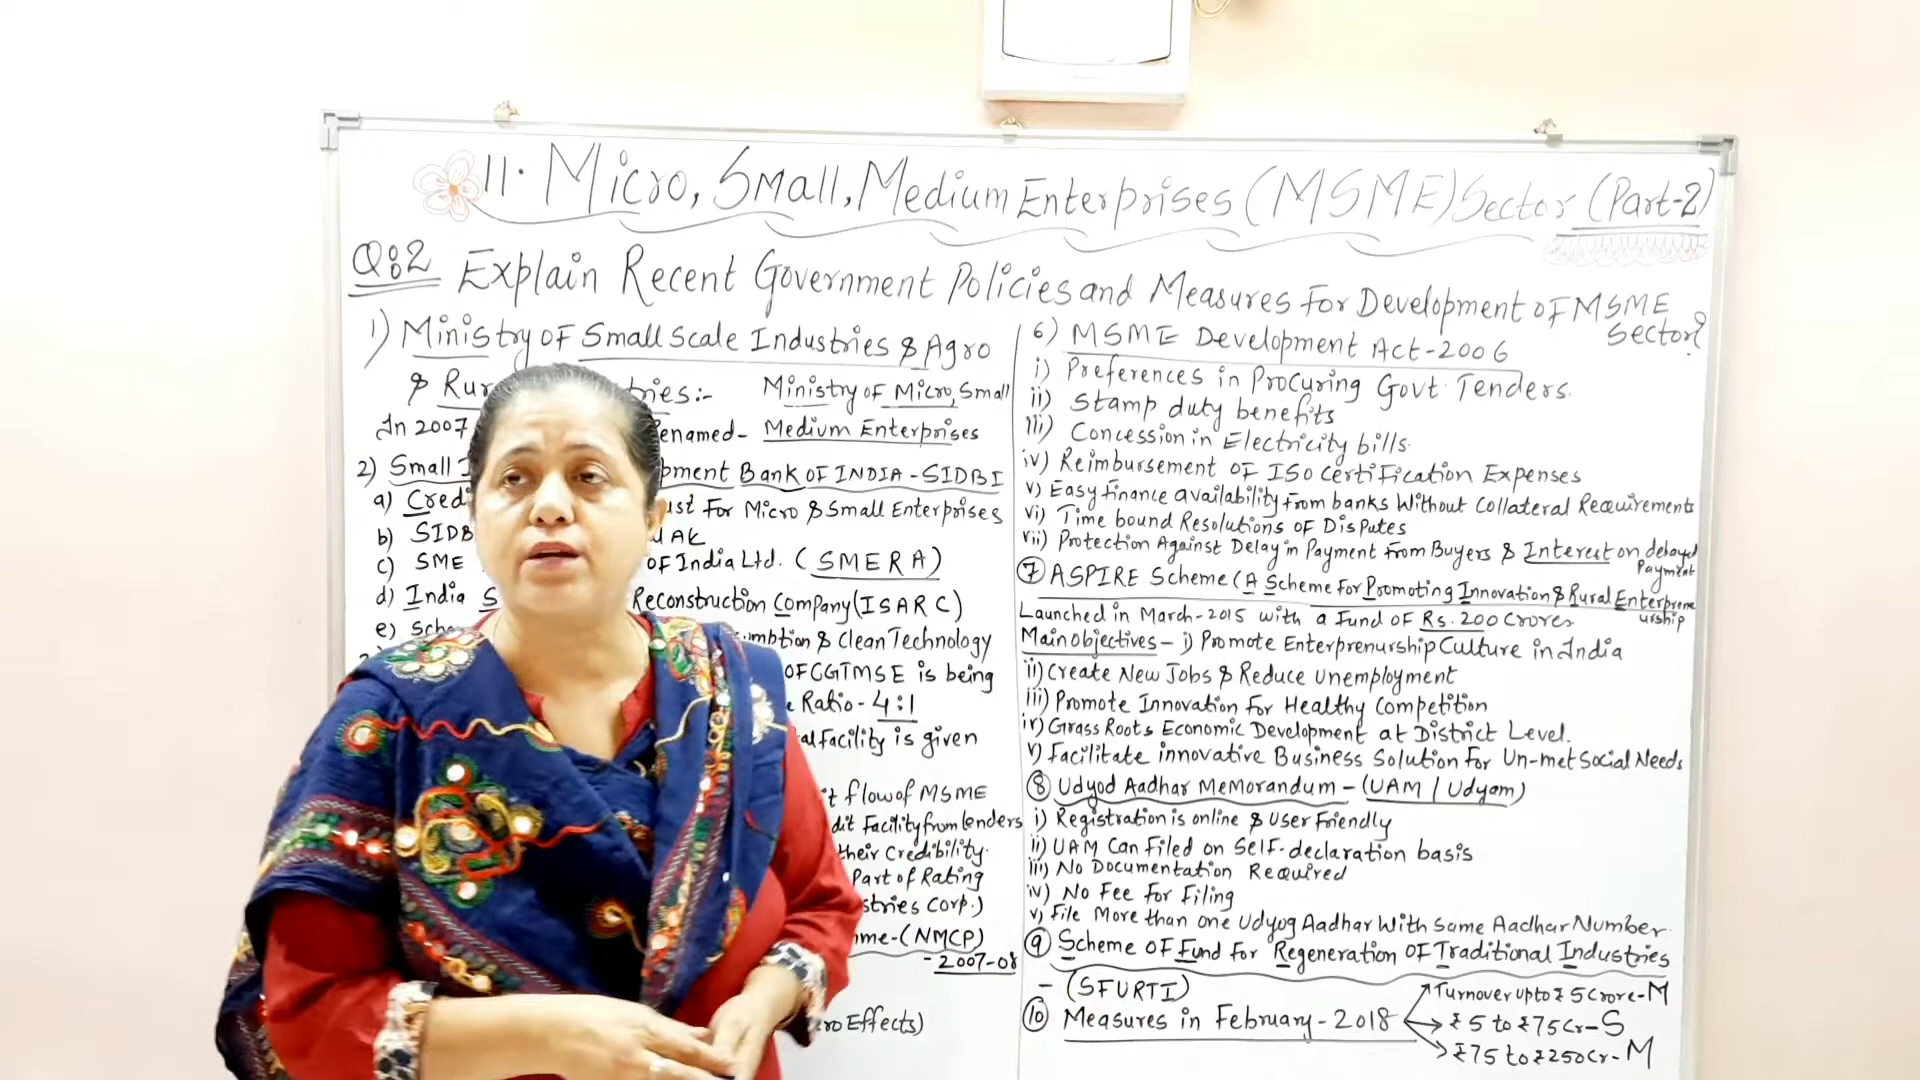 11. Micro, Small, Medium Enterprises (MSME) Sector (Part-2)
Q:2 Explain Recent Government Policies and Measures For Development of MSME
Sector?
1) Ministry of Small Scale Industries & Agro
& Rur ries:- Ministry of Micro, Small
In 2007 enamed- Medium Enterprises
2) Small I pment Bank OF INDIA - SIDBI
a) Credi ust For Micro & Small Enterprises
b) SIDB
c) SME OF India Ltd. (SMERA)
d) India S Reconstruction Company (ISARC)
e) Sche mbtion & Clean Technology
OF CGTMSE is being
e Ratio - 4:1
al Facility is given
it flow of MSME
dit Facility from lenders
their Credibility.
Part of Rating
stries Corp.)
me-(NMCP)
- 2007-08
ero Effects)
6) MSME Development Act-2006
i) Preferences in Procuring Govt. Tenders.
ii) Stamp duty benefits
iii) Concession in Electricity bills.
iv) Reimbursement OF ISO Certification Expenses
v) Easy finance availability from banks Without Collateral Requirements
vi) Time bound Resolutions of Disputes
vii) Protection Against Delay in Payment From Buyers & Interest on delayed
Payment
7 ASPIRE Scheme (A Scheme for Promoting Innovation & Rural Enterprene
urship
Launched in March-2015 with a Fund OF Rs. 200 Crores
Main objectives - i) Promote Enterprenurship Culture in India
ii) Create New Jobs & Reduce unemployment
iii) Promote Innovation For Healthy Competition
iv) Grass Roots Economic Development at District Level.
v) Facilitate innovative Business Solution for Un-met Social Needs
8 Udyod Aadhar Memorandum - (UAM / Udyam)
i) Registration is online & User Friendly
ii) UAM Can Filed on Self-declaration basis
iii) No Documentation Required
iv) No Fee For Filing
v) File More than one Udyog Aadhar With Same Aadhar Number.
9 Scheme OF Fund for Regeneration OF Traditional Industries
- (SFURTI)
10 Measures in February - 2018
Turnover upto ₹ 5 Crore - M
₹ 5 to ₹75 Cr - S
₹75 to ₹250 Cr - M